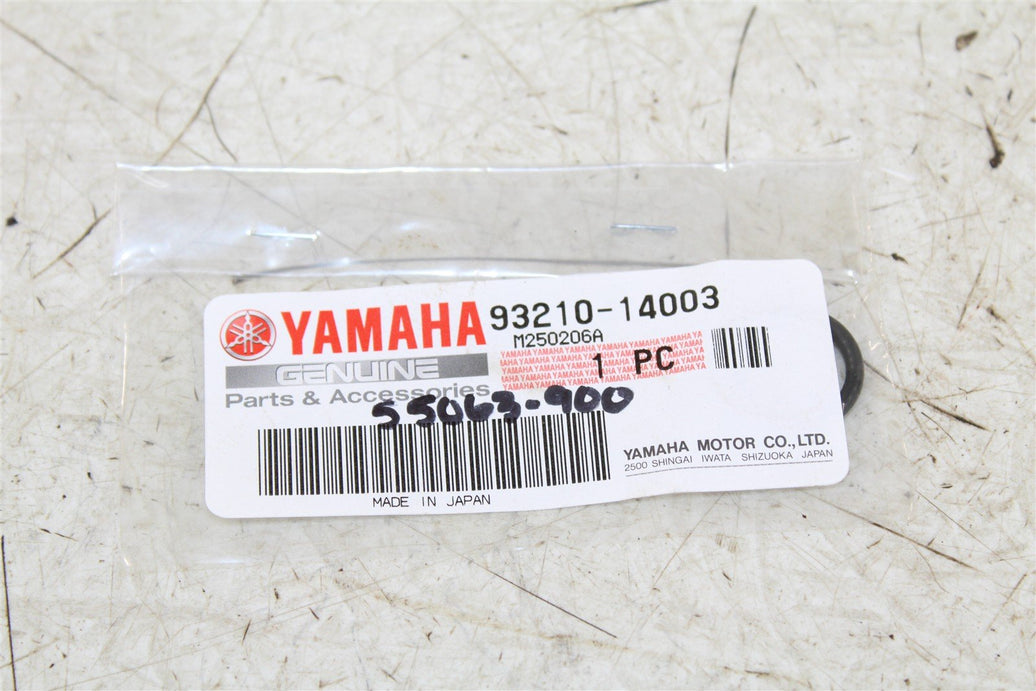 YAMAHA 93210-14003
M250206A
GENUINE
Parts & Accessories
1 PC
55063-900
YAMAHA MOTOR CO.,LTD.
2500 SHINGAI IWATA SHIZUOKA JAPAN
MADE IN JAPAN